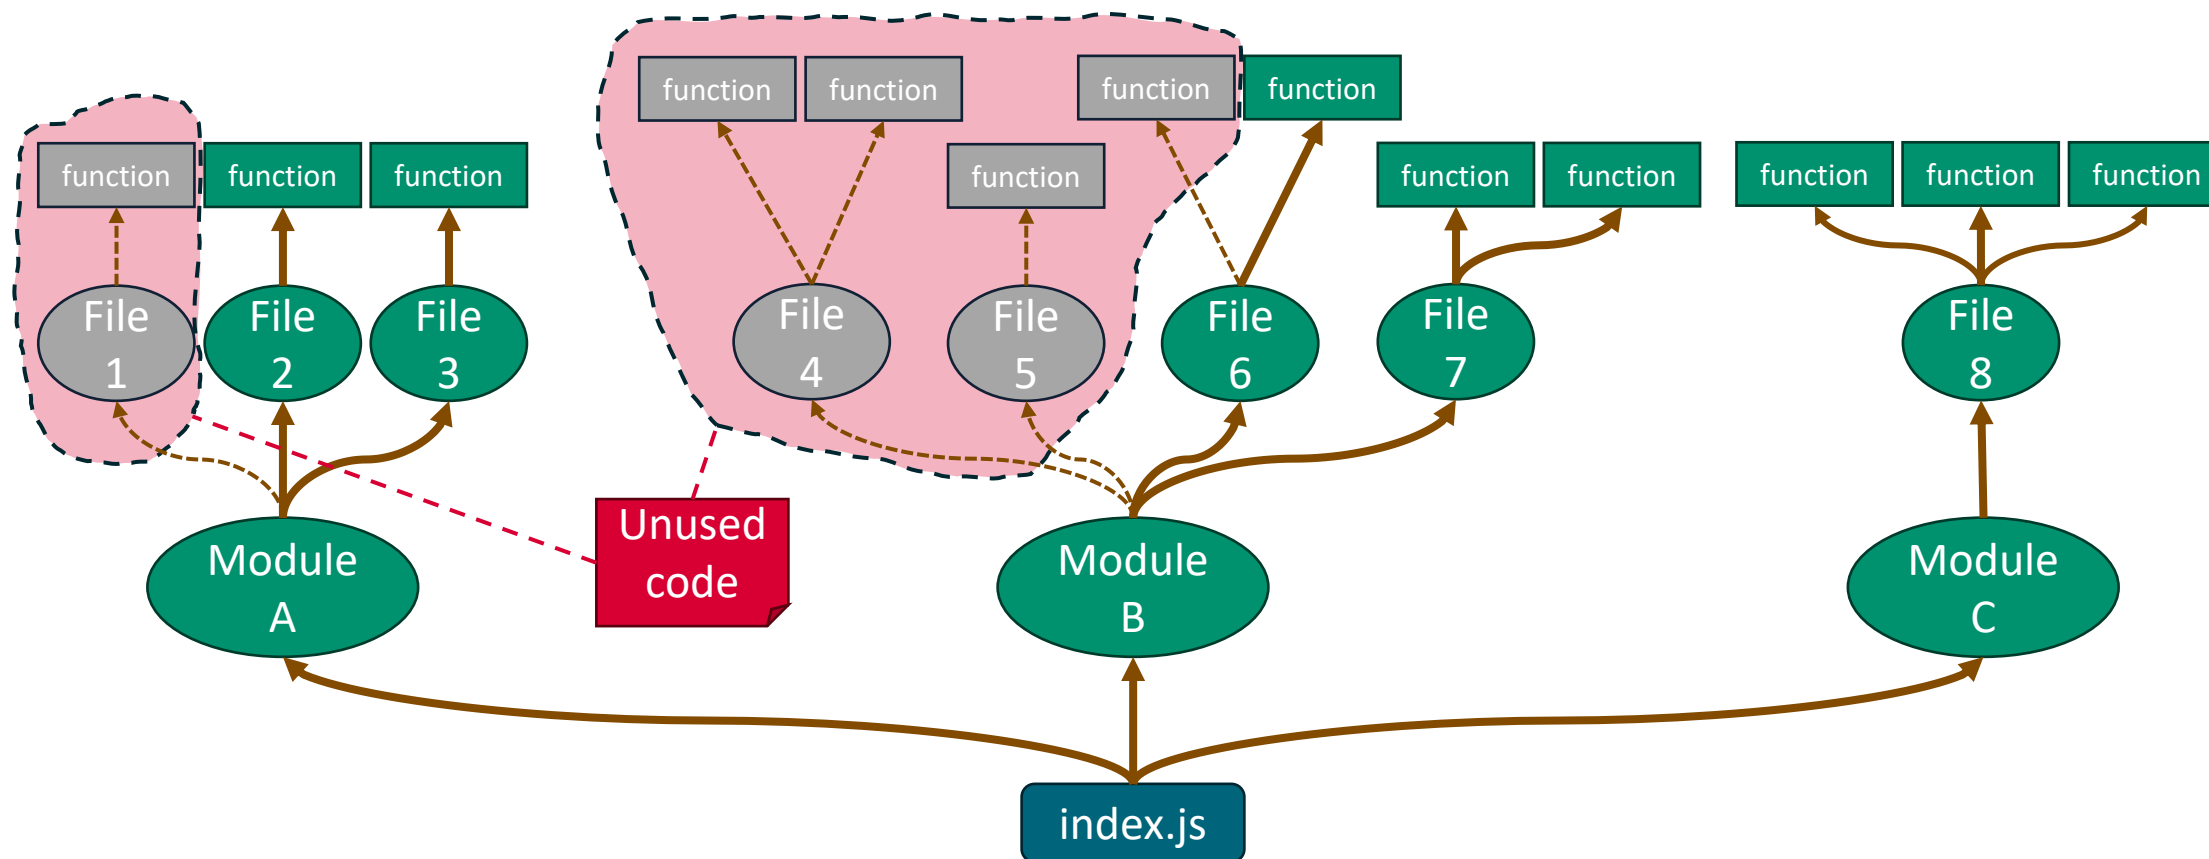 function
function
function
function
function
function
function
function
function
function
function
function
function
File
1
File
2
File
3
File
4
File
5
File
6
File
7
File
8
Unused
code
Module
A
Module
B
Module
C
index.js